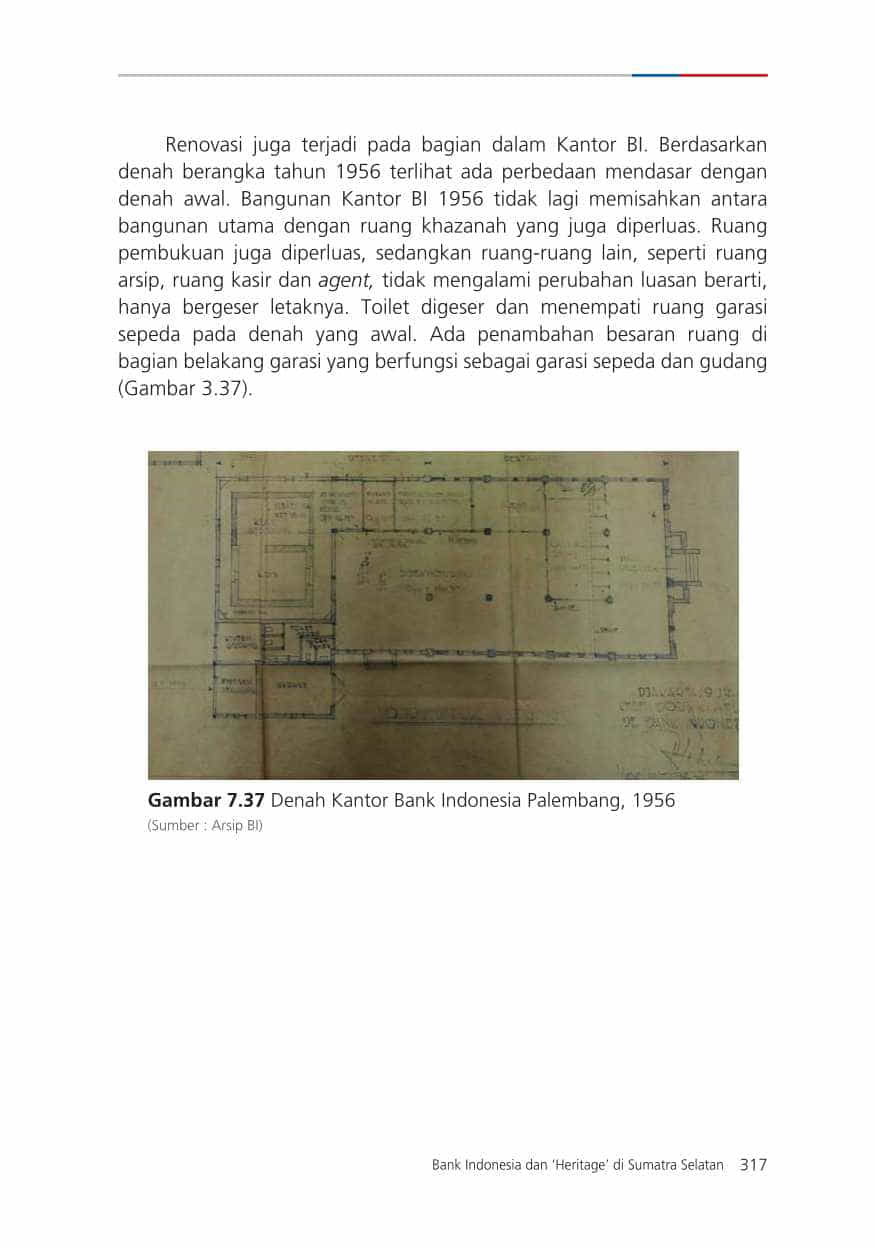 Renovasi juga terjadi pada bagian dalam Kantor BI. Berdasarkan
denah berangka tahun 1956 terlihat ada perbedaan mendasar dengan
denah awal. Bangunan Kantor BI 1956 tidak lagi memisahkan antara
bangunan utama dengan ruang khazanah yang juga diperluas. Ruang
pembukuan juga diperluas, sedangkan ruang-ruang lain, seperti ruang
arsip, ruang kasir dan agent, tidak mengalami perubahan luasan berarti,
hanya bergeser letaknya. Toilet digeser dan menempati ruang garasi
sepeda pada denah yang awal. Ada penambahan besaran ruang di
bagian belakang garasi yang berfungsi sebagai garasi sepeda dan gudang
(Gambar 3.37).
Gambar 7.37 Denah Kantor Bank Indonesia Palembang, 1956
(Sumber : Arsip BI)
Bank Indonesia dan ‘Heritage’ di Sumatra Selatan 317